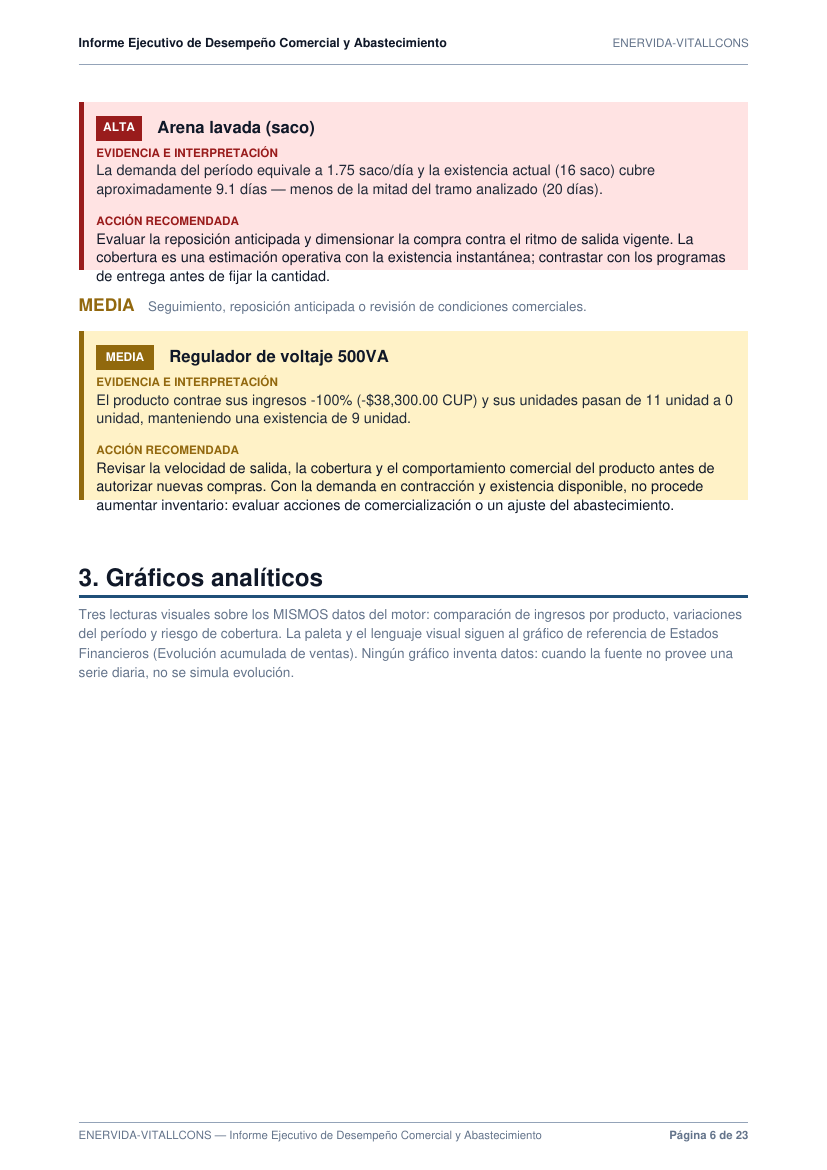 Informe Ejecutivo de Desempeño Comercial y Abastecimiento
ENERVIDA-VITALLCONS
ALTA
Arena lavada (saco)
EVIDENCIA E INTERPRETACIÓN
La demanda del período equivale a 1.75 saco/día y la existencia actual (16 saco) cubre
aproximadamente 9.1 días — menos de la mitad del tramo analizado (20 días).
ACCIÓN RECOMENDADA
Evaluar la reposición anticipada y dimensionar la compra contra el ritmo de salida vigente. La
cobertura es una estimación operativa con la existencia instantánea; contrastar con los programas
de entrega antes de fijar la cantidad.
MEDIA Seguimiento, reposición anticipada o revisión de condiciones comerciales.
MEDIA
Regulador de voltaje 500VA
EVIDENCIA E INTERPRETACIÓN
El producto contrae sus ingresos -100% (-$38,300.00 CUP) y sus unidades pasan de 11 unidad a 0
unidad, manteniendo una existencia de 9 unidad.
ACCIÓN RECOMENDADA
Revisar la velocidad de salida, la cobertura y el comportamiento comercial del producto antes de
autorizar nuevas compras. Con la demanda en contracción y existencia disponible, no procede
aumentar inventario: evaluar acciones de comercialización o un ajuste del abastecimiento.
3. Gráficos analíticos
Tres lecturas visuales sobre los MISMOS datos del motor: comparación de ingresos por producto, variaciones
del período y riesgo de cobertura. La paleta y el lenguaje visual siguen al gráfico de referencia de Estados
Financieros (Evolución acumulada de ventas). Ningún gráfico inventa datos: cuando la fuente no provee una
serie diaria, no se simula evolución.
ENERVIDA-VITALLCONS — Informe Ejecutivo de Desempeño Comercial y Abastecimiento
Página 6 de 23